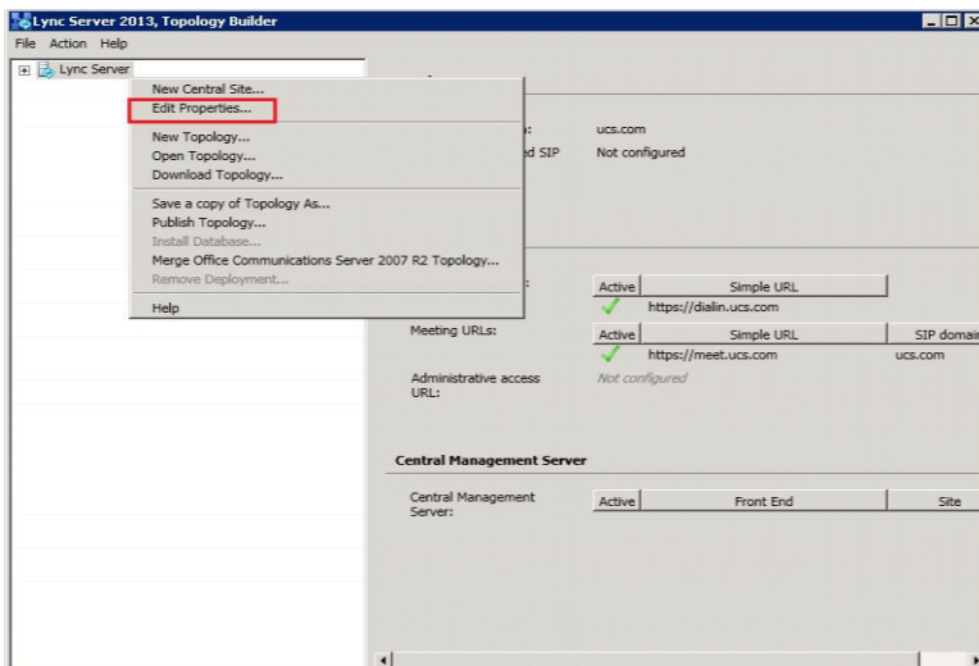 Lync Server 2013, Topology Builder
File Action Help
Lync Server
New Central Site...
Edit Properties...
New Topology...
Open Topology...
Download Topology...
Save a copy of Topology As...
Publish Topology...
Install Database...
Merge Office Communications Server 2007 R2 Topology...
Remove Deployment...
Help
ucs.com
SIP Not configured
Active Simple URL
https://dialin.ucs.com
Meeting URLs: Active Simple URL SIP domain
https://meet.ucs.com ucs.com
Administrative access Not configured
URL:
Central Management Server
Central Management Active Front End Site
Server: